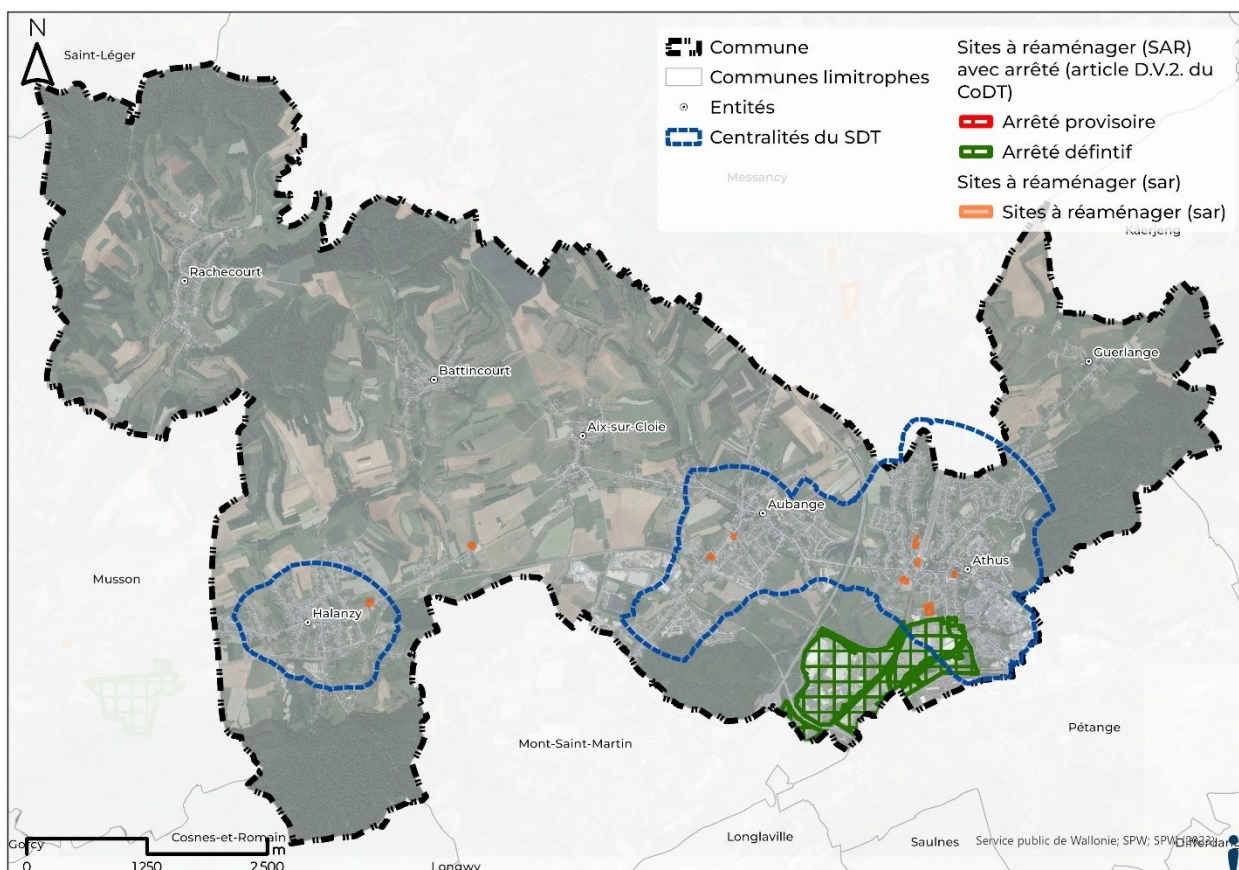 N
Saint-Léger
Commune
Communes limitrophes
Entités
Centralités du SDT
Sites à réaménager (SAR)
avec arrêté (article D.V.2. du
CoDT)
Arrêté provisoire
Arrêté défintif
Sites à réaménager (sar)
Sites à réaménager (sar)
Messancy
Käerjeng
Rachecourt
Guerlange
Battincourt
Aix-sur-Cloie
Aubange
Athus
Musson
Halanzy
Mont-Saint-Martin
Pétange
Gorcy
Cosnes-et-Romain
Longlaville
Saulnes
Service public de Wallonie; SPW; SPW
Differdange
m
0
1250
2500
Longwy